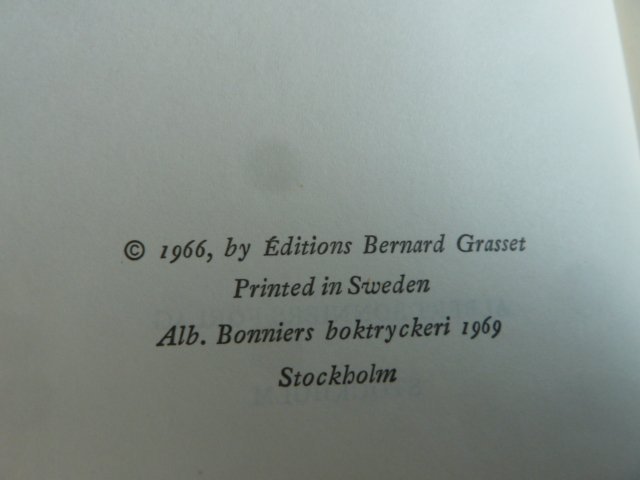 © 1966, by Éditions Bernard Grasset
Printed in Sweden
Alb. Bonniers boktryckeri 1969
Stockholm